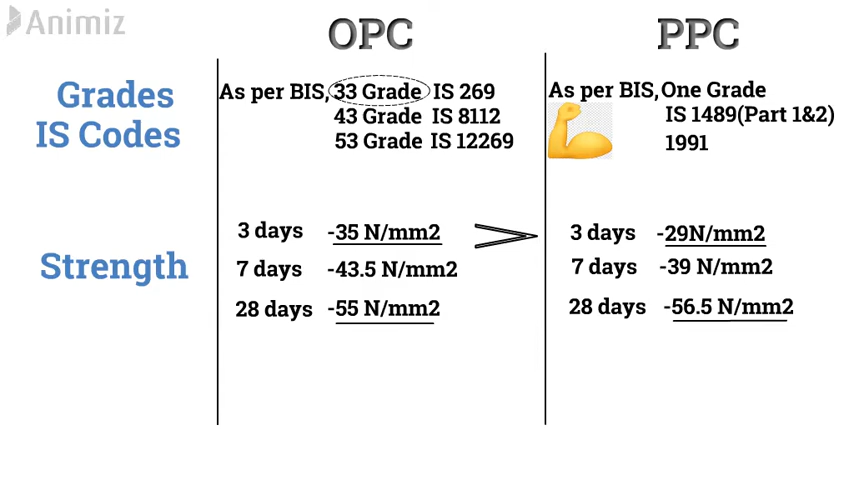 Animiz
OPC PPC
Grades
IS Codes
As per BIS, 33 Grade IS 269
43 Grade IS 8112
53 Grade IS 12269
As per BIS, One Grade
IS 1489(Part 1&2)
1991
Strength
3 days -35 N/mm2
7 days -43.5 N/mm2
28 days -55 N/mm2
>
3 days -29N/mm2
7 days -39 N/mm2
28 days -56.5 N/mm2